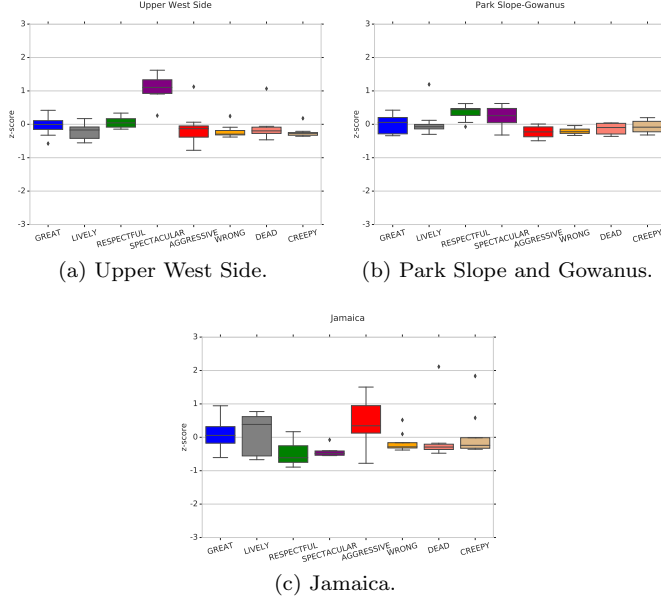 Upper West Side
3
2
1
0
-1
-2
-3
z-score
GREAT
LIVELY
RESPECTFUL
SPECTACULAR
AGGRESSIVE
WRONG
DEAD
CREEPY
(a) Upper West Side.
Park Slope-Gowanus
3
2
1
0
-1
-2
-3
z-score
GREAT
LIVELY
RESPECTFUL
SPECTACULAR
AGGRESSIVE
WRONG
DEAD
CREEPY
(b) Park Slope and Gowanus.
Jamaica
3
2
1
0
-1
-2
-3
z-score
GREAT
LIVELY
RESPECTFUL
SPECTACULAR
AGGRESSIVE
WRONG
DEAD
CREEPY
(c) Jamaica.